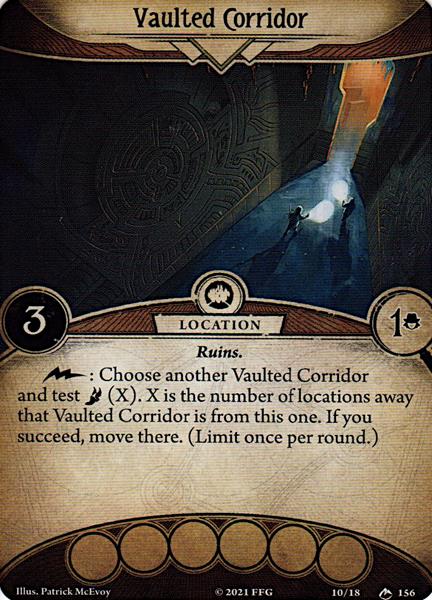 Vaulted Corridor
3
1
LOCATION
Ruins.
: Choose another Vaulted Corridor
and test (X). X is the number of locations away
that Vaulted Corridor is from this one. If you
succeed, move there. (Limit once per round.)
Illus. Patrick McEvoy © 2021 FFG 10/18 156